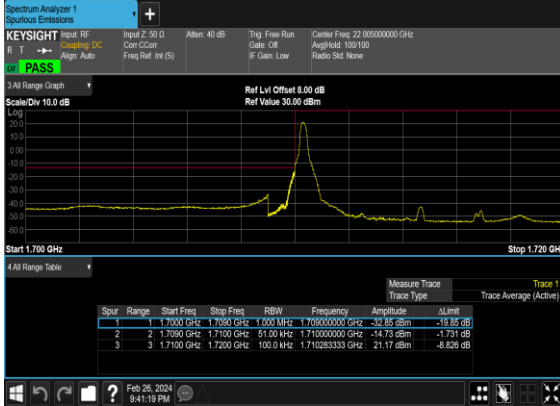 Spectrum Analyzer 1
Spurious Emissions
+
KEYSIGHT Input: RF Input Z: 50 Ω Atten: 40 dB Trig: Free Run Center Freq: 22.005000000 GHz
R T Coupling: DC Corr CCorr Gate: Off Avg|Hold: 100/100
Align: Auto Freq Ref: Int (S) IF Gain: Low Radio Std: None
PASS
3 All Range Graph Ref Lvl Offset 8.00 dB
Scale/Div 10.0 dB Ref Value 30.00 dBm
Log
20.0
10.0
0.00
-10.0
-20.0
-30.0
-40.0
-50.0
-60.0
Start 1.700 GHz Stop 1.720 GH
4 All Range Table
Measure Trace Trace 1
Trace Type Trace Average (Active)
Spur Range Start Freq Stop Freq RBW Frequency Amplitude ΔLimit
1 1 1.7000 GHz 1.7090 GHz 1.000 MHz 1.709000000 GHz -32.85 dBm -19.85 dB
2 2 1.7090 GHz 1.7100 GHz 51.00 kHz 1.710000000 GHz -14.73 dBm -1.731 dB
3 3 1.7100 GHz 1.7200 GHz 100.0 kHz 1.710283333 GHz 21.17 dBm -8.826 dB
? Feb 26, 2024
9:41:19 PM